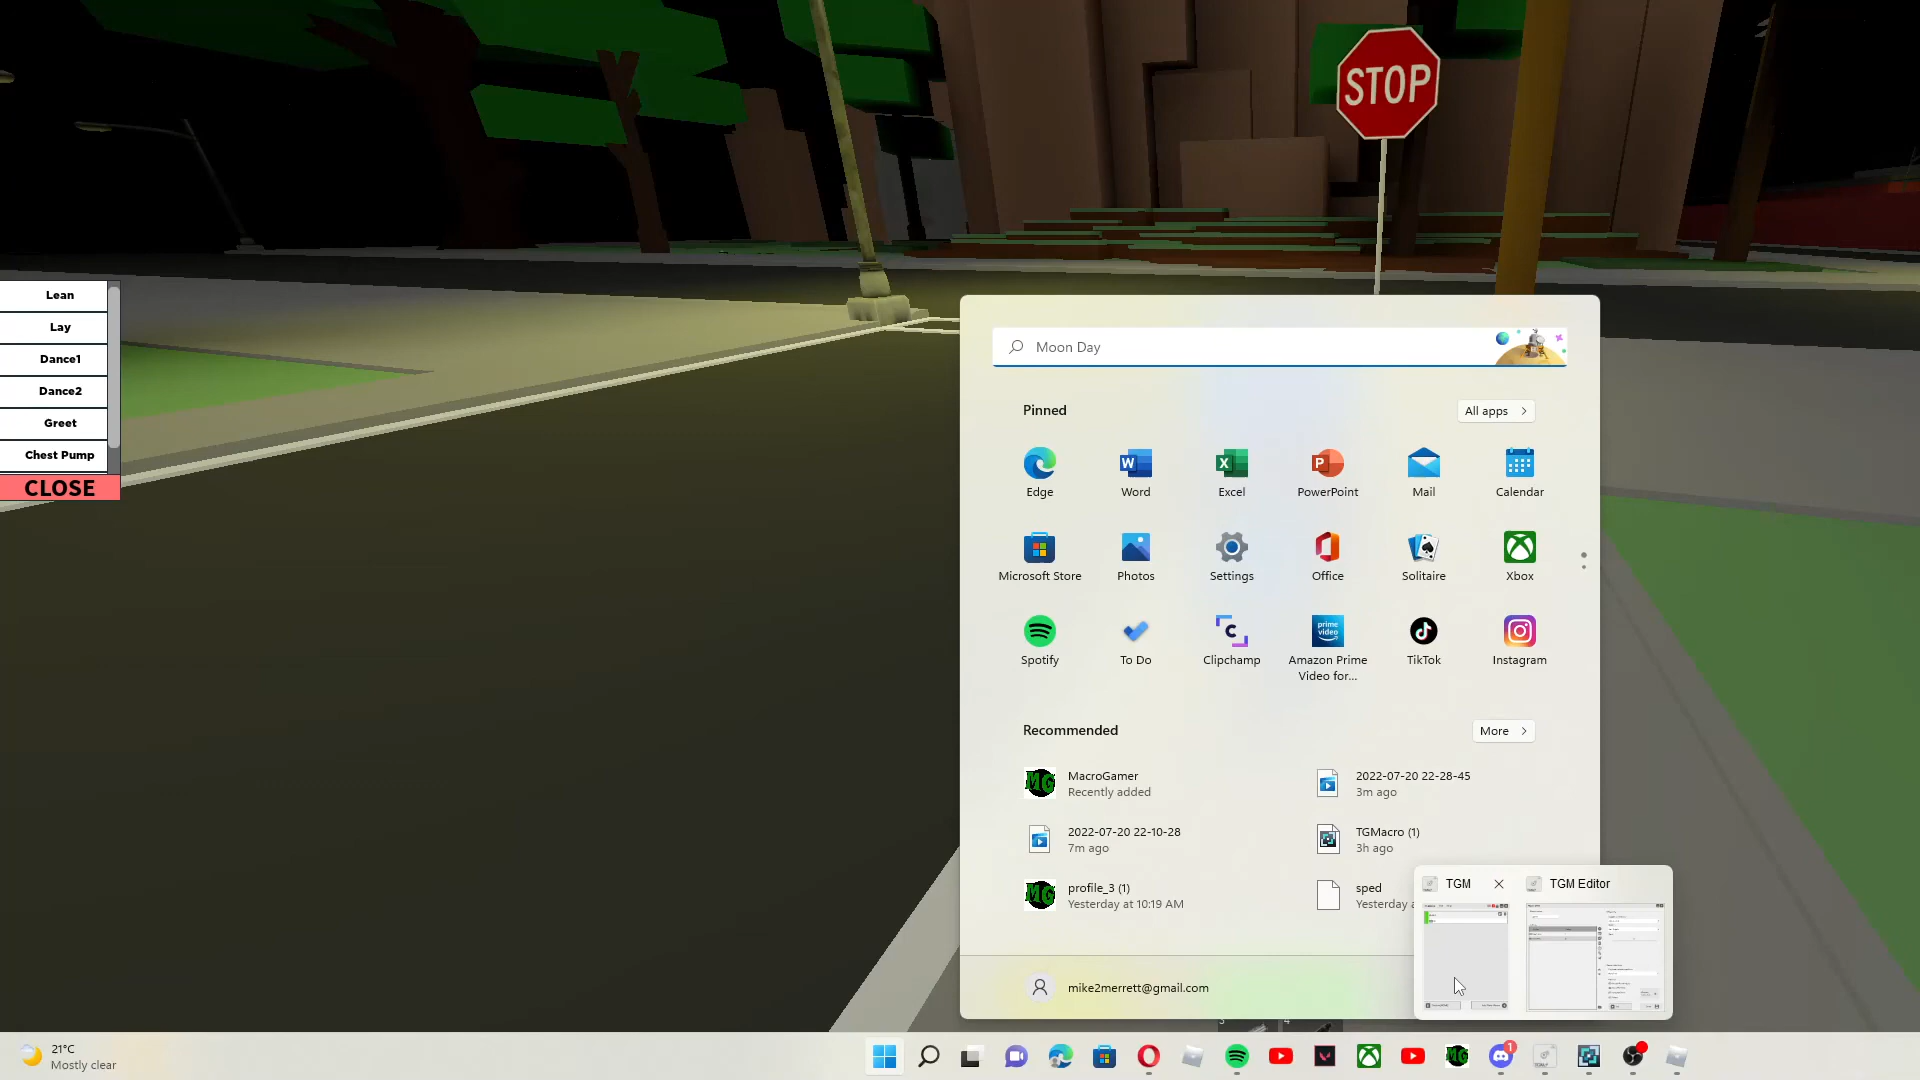 STOP
Lean
Lay
Dance1
Dance2
Greet
Chest Pump
CLOSE
Moon Day
Pinned
All apps
Edge
Word
Excel
PowerPoint
Mail
Calendar
Microsoft Store
Photos
Settings
Office
Solitaire
Xbox
Spotify
To Do
Clipchamp
Amazon Prime
Video for...
TikTok
Instagram
Recommended
More
MacroGamer
Recently added
2022-07-20 22-28-45
3m ago
2022-07-20 22-10-28
7m ago
TGMacro (1)
3h ago
profile_3 (1)
Yesterday at 10:19 AM
sped
Yesterday a
TGM
TGM Editor
mike2merrett@gmail.com
21°C
Mostly clear
1